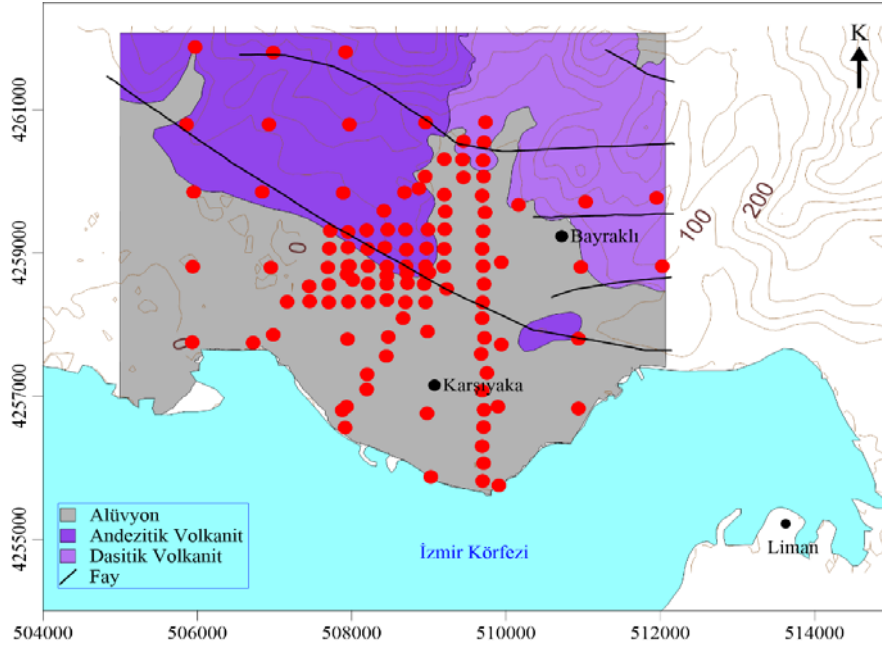 K
4261000
4259000
4257000
4255000
0
0
100
200
Bayraklı
Karşıyaka
Alüvyon
Andezitik Volkanit
Dasitik Volkanit
Fay
İzmir Körfezi
Liman
504000 506000 508000 510000 512000 514000